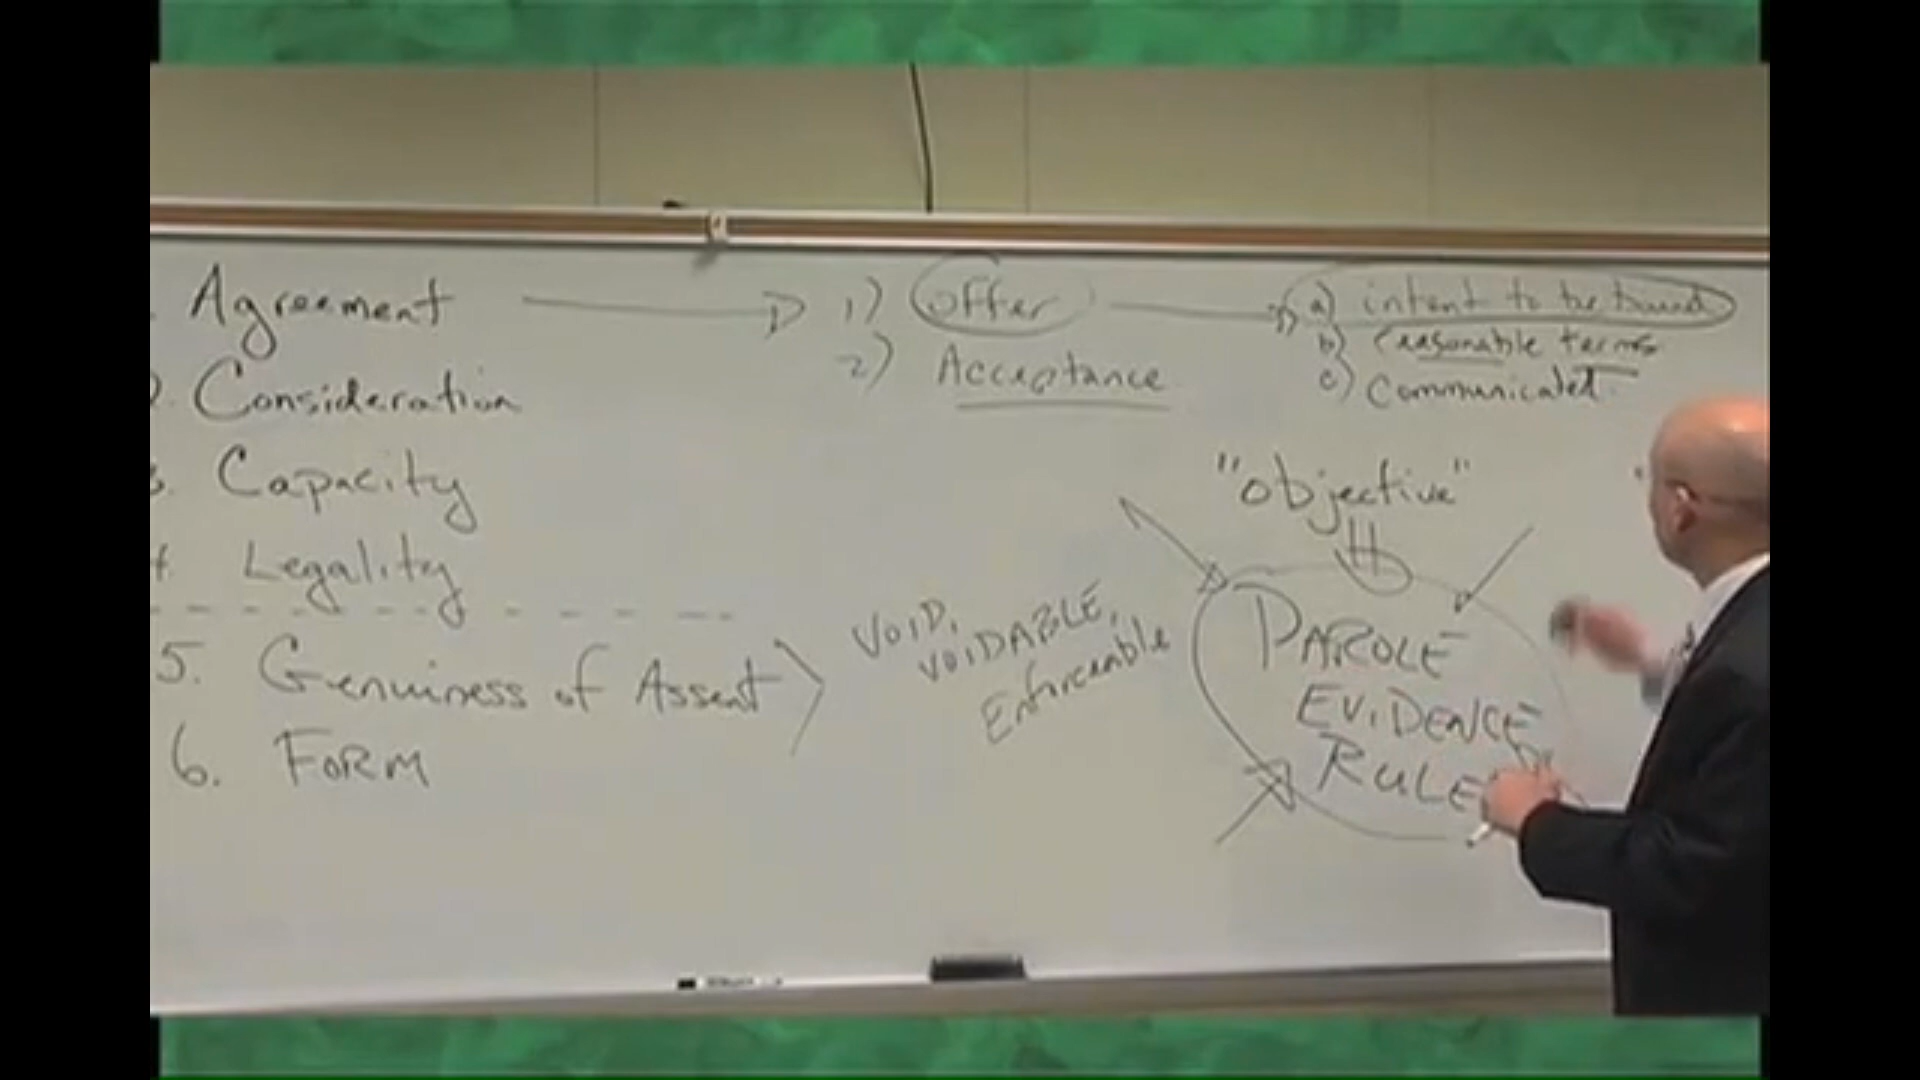 Agreement
1) Offer
a) intent to be bound
b) reasonable terms
2) Acceptance
c) Communicated
2. Consideration
"objective"
3. Capacity
4. Legality
VOID,
VOIDABLE,
Enforceable
PAROLE
EVIDENCE
RULE
5. Genuiness of Assent
6. FORM